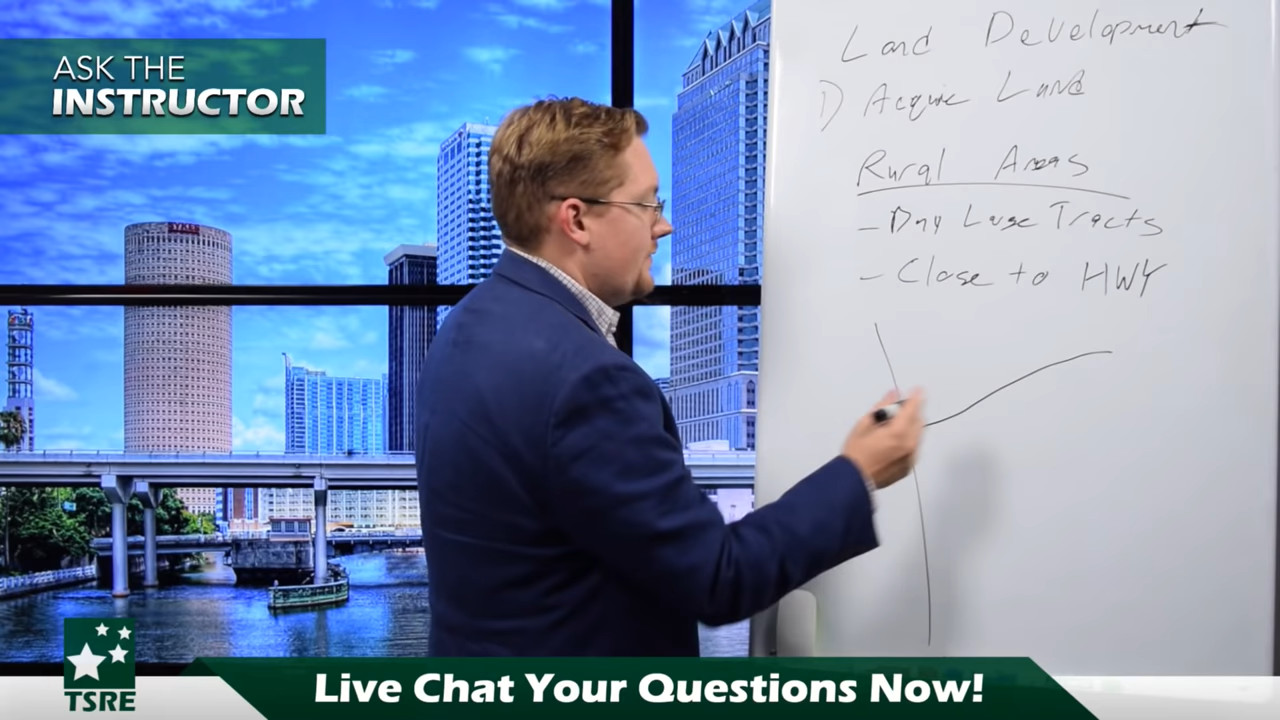 ASK THE
INSTRUCTOR
Land Development
1) Acquire Land
Rural Areas
- Large Tracts
- Close to HWY
TSRE
Live Chat Your Questions Now!